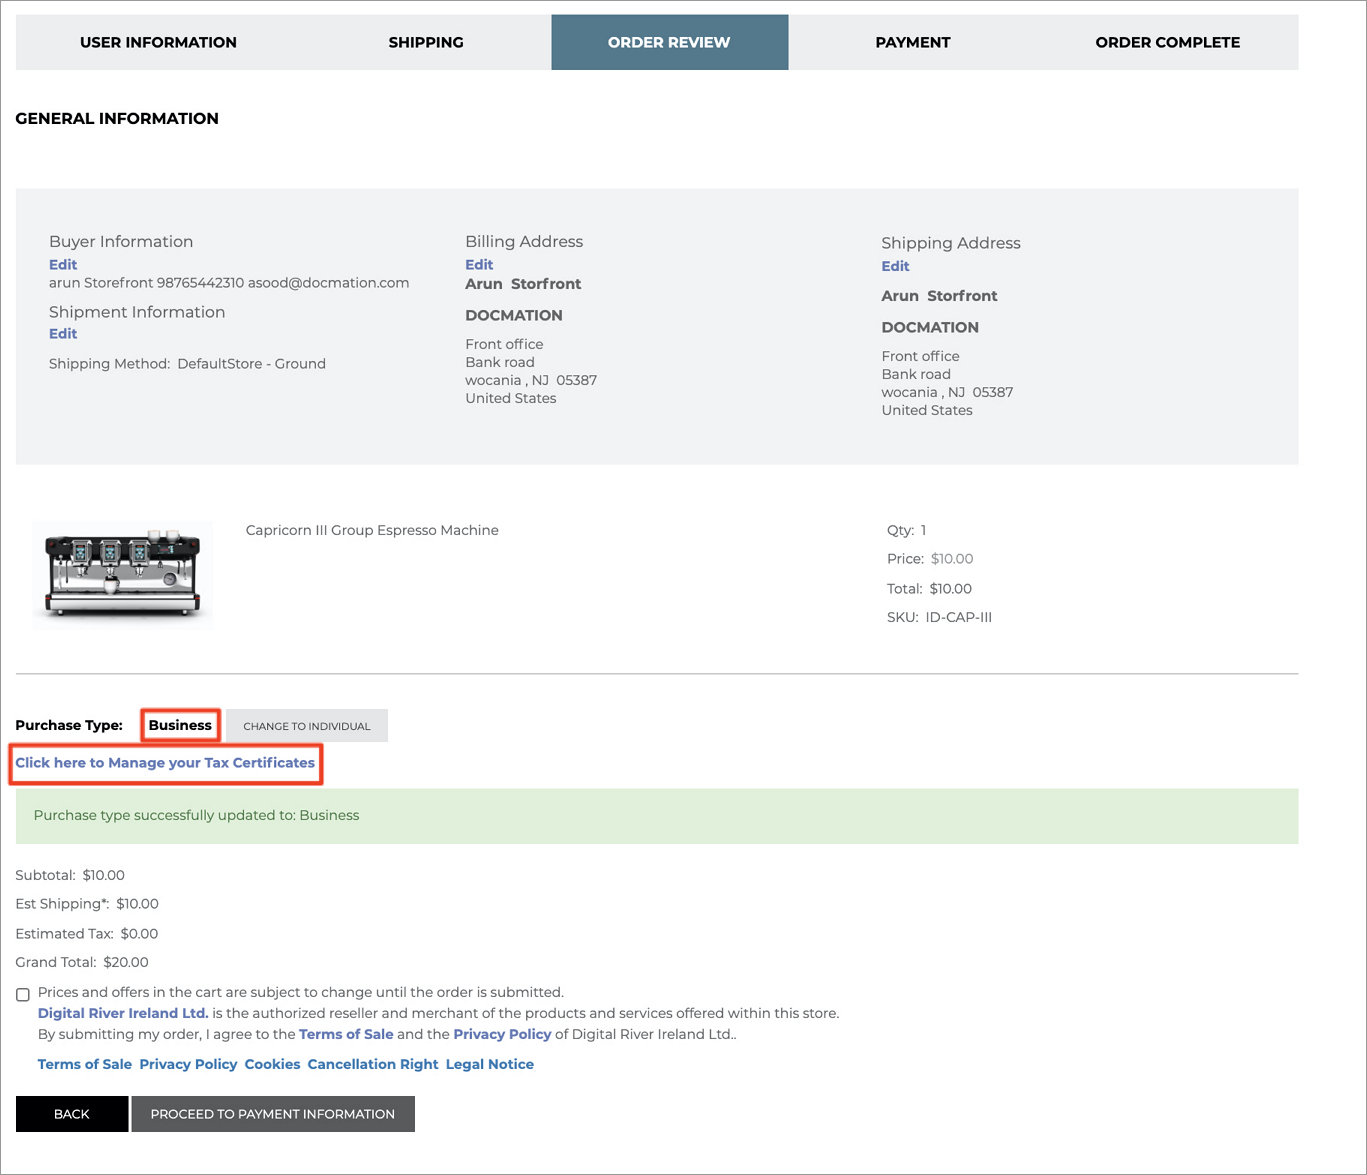 USER INFORMATION SHIPPING ORDER REVIEW PAYMENT ORDER COMPLETE
GENERAL INFORMATION
Buyer Information
Edit
arun Storefront 98765442310 asood@docmation.com
Shipment Information
Edit
Shipping Method: DefaultStore - Ground
Billing Address
Edit
Arun Storfront
DOCMATION
Front office
Bank road
wocania , NJ 05387
United States
Shipping Address
Edit
Arun Storfront
DOCMATION
Front office
Bank road
wocania , NJ 05387
United States
Capricorn III Group Espresso Machine
Qty: 1
Price: $10.00
Total: $10.00
SKU: ID-CAP-III
Purchase Type: Business CHANGE TO INDIVIDUAL
Click here to Manage your Tax Certificates
Purchase type successfully updated to: Business
Subtotal: $10.00
Est Shipping*: $10.00
Estimated Tax: $0.00
Grand Total: $20.00
Prices and offers in the cart are subject to change until the order is submitted.
Digital River Ireland Ltd. is the authorized reseller and merchant of the products and services offered within this store.
By submitting my order, I agree to the Terms of Sale and the Privacy Policy of Digital River Ireland Ltd..
Terms of Sale Privacy Policy Cookies Cancellation Right Legal Notice
BACK PROCEED TO PAYMENT INFORMATION